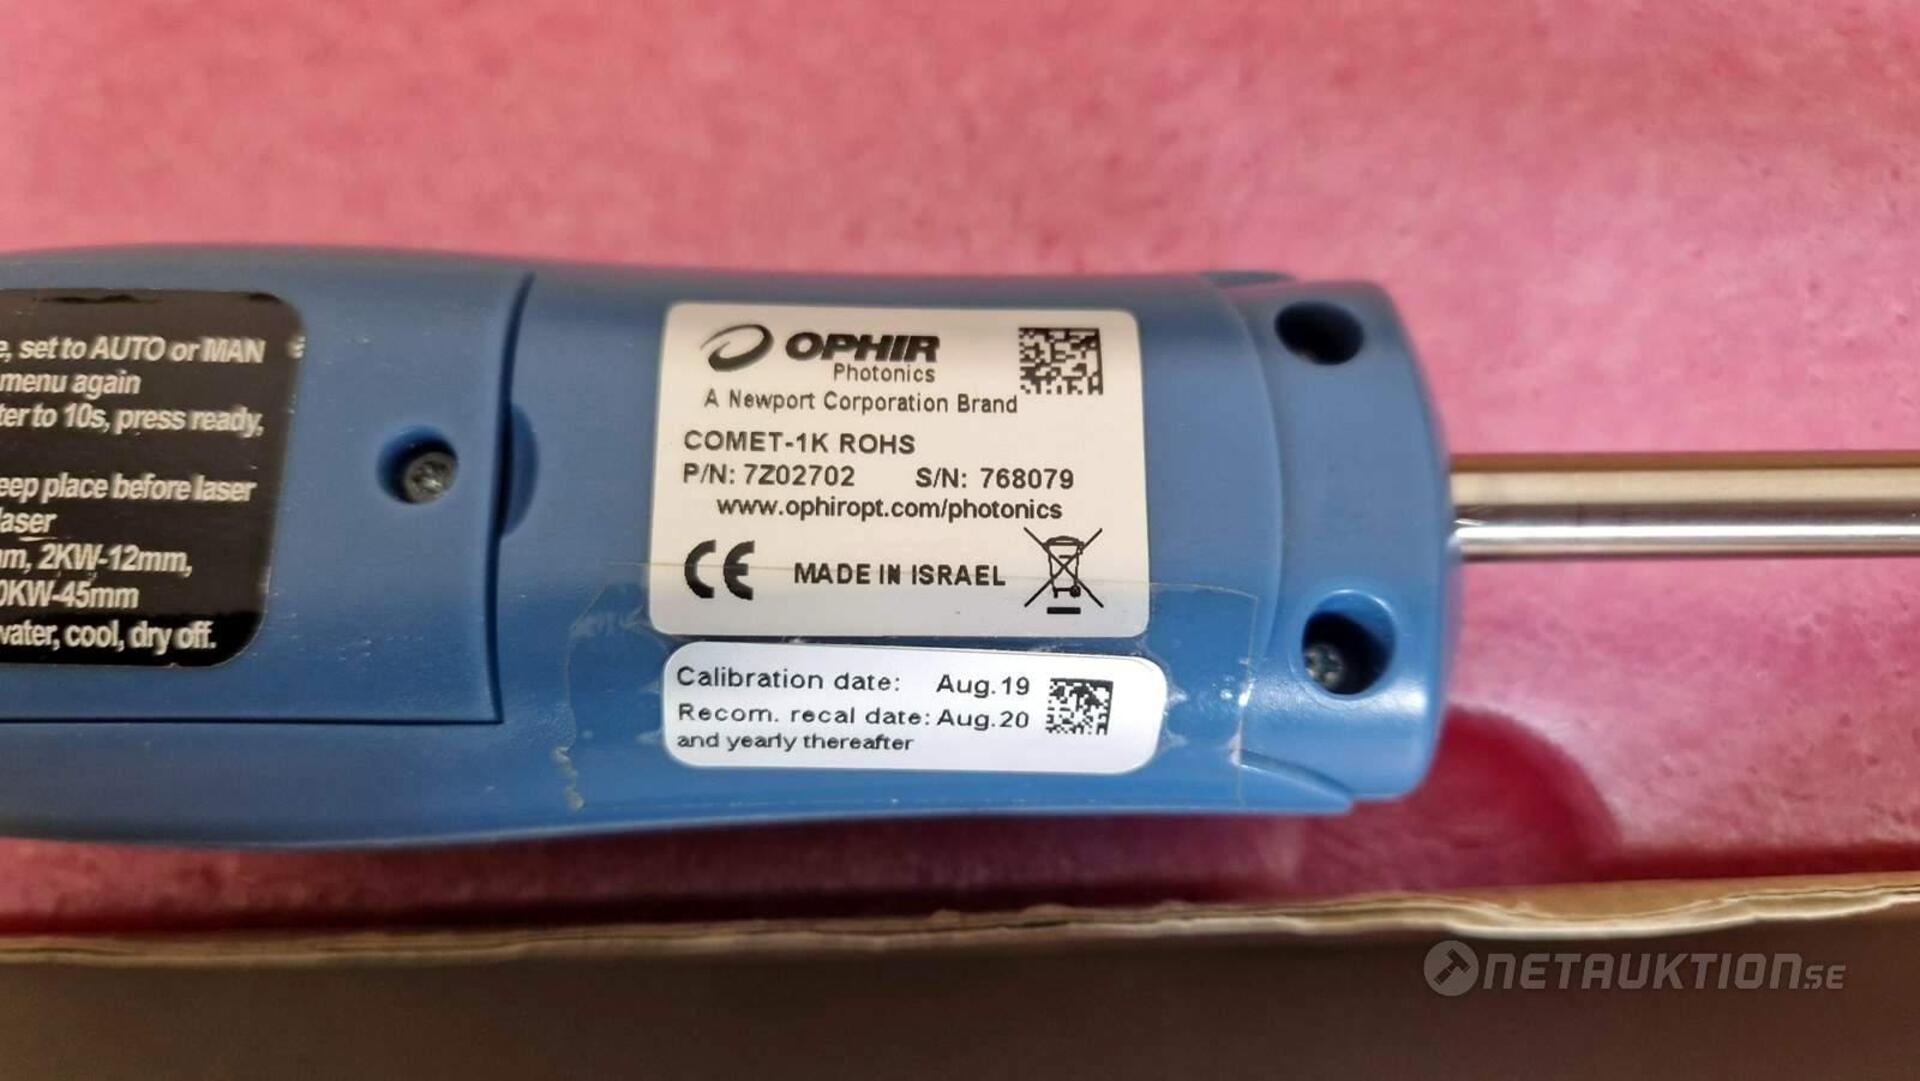 , set to AUTO or MAN
menu again
ter to 10s, press ready,
eep place before laser
laser
m, 2KW-12mm,
0KW-45mm
water, cool, dry off.
OPHIR
Photonics
A Newport Corporation Brand
COMET-1K ROHS
P/N: 7Z02702 S/N: 768079
www.ophiropt.com/photonics
CE MADE IN ISRAEL
Calibration date: Aug.19
Recom. recal date: Aug.20
and yearly thereafter
NETAUKTION.SE